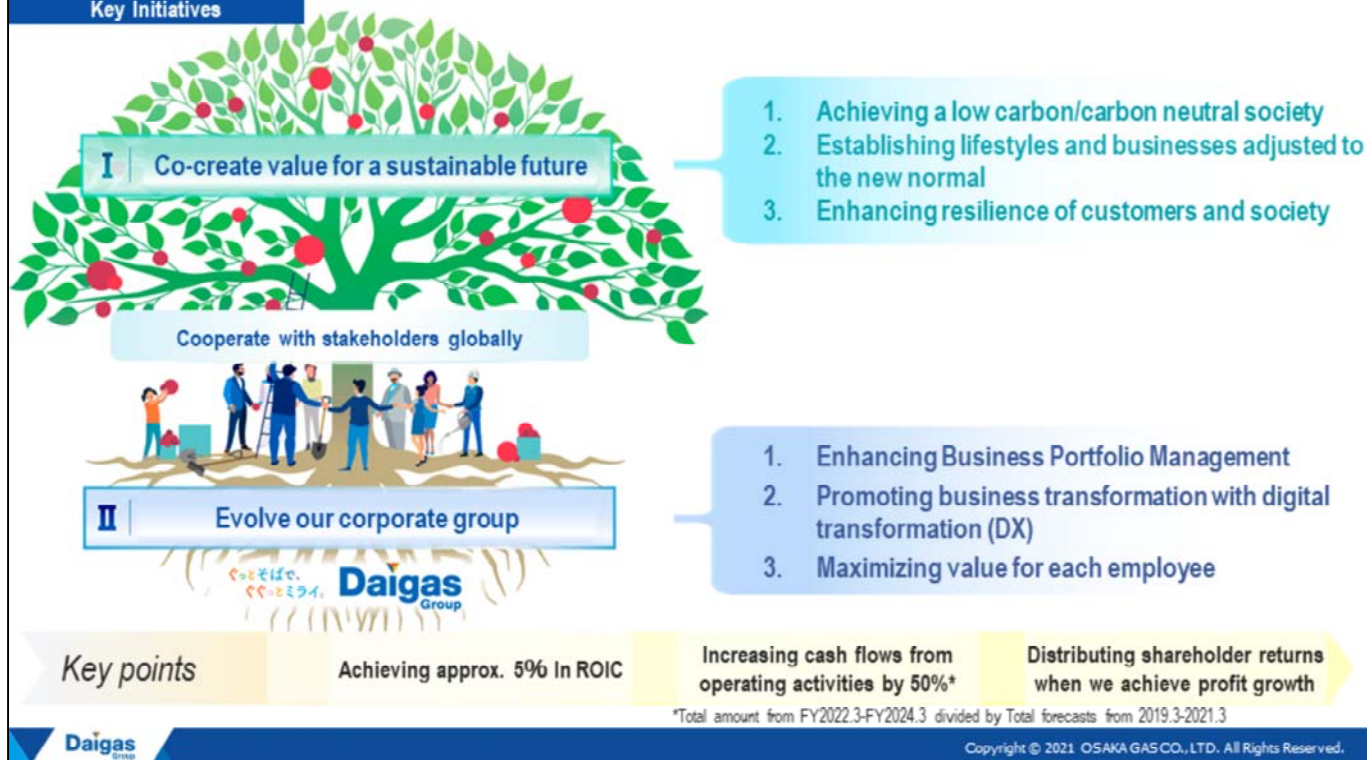 Key Initiatives
I Co-create value for a sustainable future
1. Achieving a low carbon/carbon neutral society
2. Establishing lifestyles and businesses adjusted to
the new normal
3. Enhancing resilience of customers and society
Cooperate with stakeholders globally
II Evolve our corporate group
1. Enhancing Business Portfolio Management
2. Promoting business transformation with digital
transformation (DX)
3. Maximizing value for each employee
ぐっとそばで、
ぐぐっとミライ。
Daigas
Group
Key points
Achieving approx. 5% In ROIC
Increasing cash flows from
operating activities by 50%*
Distributing shareholder returns
when we achieve profit growth
*Total amount from FY2022.3-FY2024.3 divided by Total forecasts from 2019.3-2021.3
Daigas
Group
Copyright © 2021 OSAKA GAS CO., LTD. All Rights Reserved.